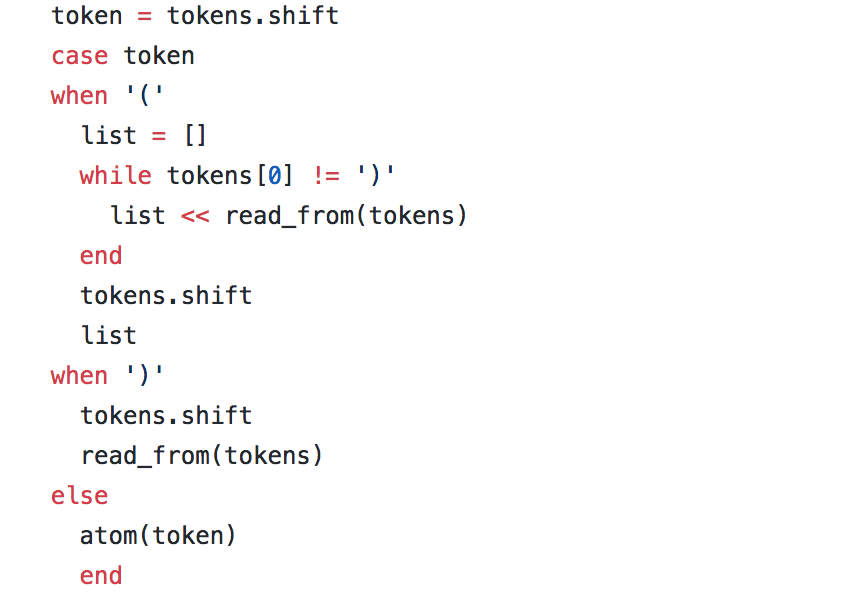 token = tokens.shift
case token
when '('
  list = []
  while tokens[0] != ')'
    list << read_from(tokens)
  end
  tokens.shift
  list
when ')'
  tokens.shift
  read_from(tokens)
else
  atom(token)
  end